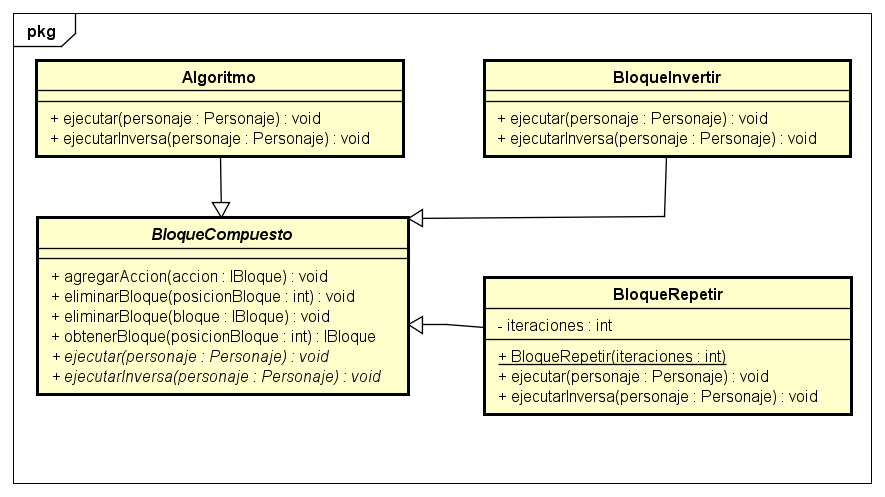 pkg
Algoritmo
+ ejecutar(personaje : Personaje) : void
+ ejecutarInversa(personaje : Personaje) : void
BloqueInvertir
+ ejecutar(personaje : Personaje) : void
+ ejecutarInversa(personaje : Personaje) : void
BloqueCompuesto
+ agregarAccion(accion : IBloque) : void
+ eliminarBloque(posicionBloque : int) : void
+ eliminarBloque(bloque : IBloque) : void
+ obtenerBloque(posicionBloque : int) : IBloque
+ ejecutar(personaje : Personaje) : void
+ ejecutarInversa(personaje : Personaje) : void
BloqueRepetir
- iteraciones : int
+ BloqueRepetir(iteraciones : int)
+ ejecutar(personaje : Personaje) : void
+ ejecutarInversa(personaje : Personaje) : void